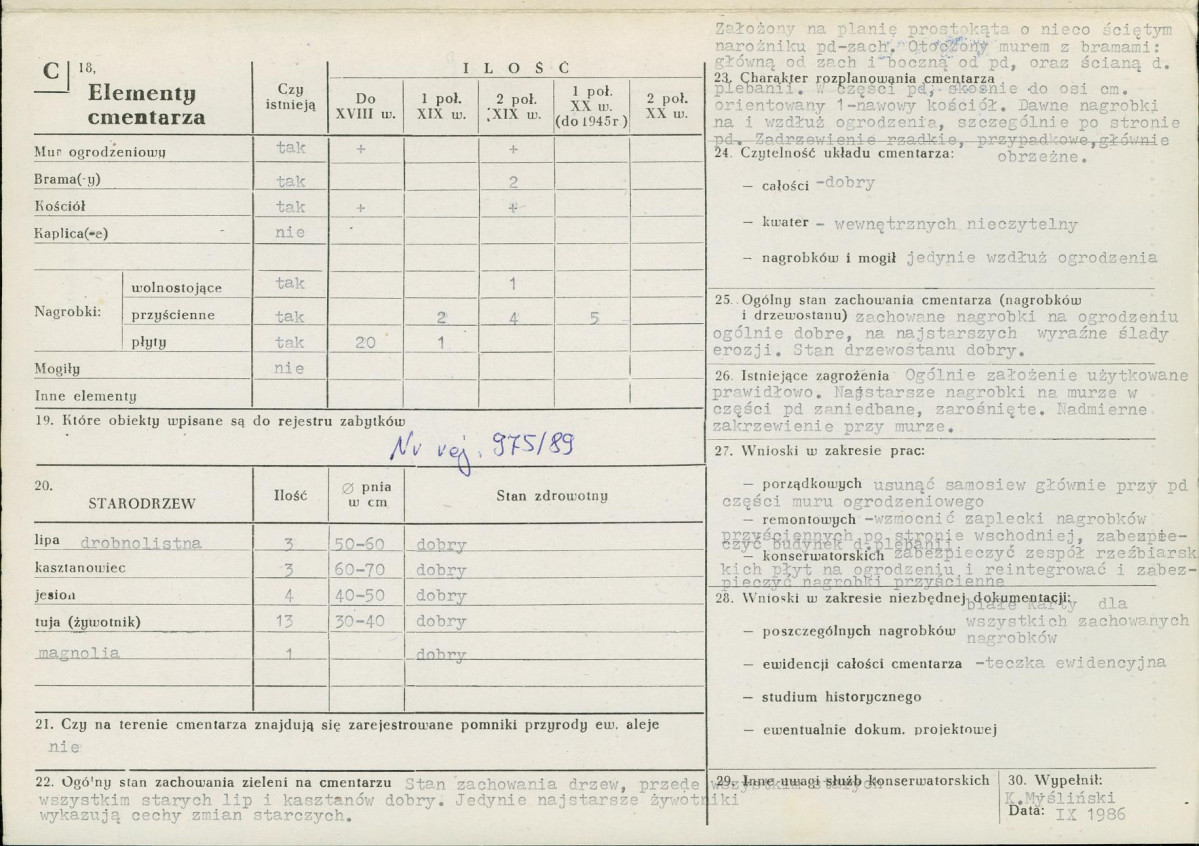 C 18,
Elementy
cmentarza
Czy
istnieją
I L O Ś Ć
Do
XVIII w.
1 poł.
XIX w.
2 poł.
XIX w.
1 poł.
XX w.
(do 1945 r)
2 poł.
XX w.
Mur ogrodzeniowy tak + +
Brama(-y) tak 2
Kościół tak + +
Kaplica(-e) nie
Nagrobki:
wolnostojące tak 1
przyścienne tak 2 4 5
płyty tak 20 1
Mogiły nie
Inne elementy
19. Które obiekty wpisane są do rejestru zabytków
Nr rej. 975/89
20.
STARODRZEW
Ilość
Ø pnia
w cm
Stan zdrowotny
lipa drobnolistna 3 50-60 dobry
kasztanowiec 3 60-70 dobry
jesion 4 40-50 dobry
tuja (żywotnik) 13 30-40 dobry
magnolia 1 dobry
21. Czy na terenie cmentarza znajdują się zarejestrowane pomniki przyrody ew. aleje
nie
22. Ogólny stan zachowania zieleni na cmentarzu Stan zachowania drzew, przede wszystkim starych
wszystkim starych lip i kasztanów dobry. Jedynie najstarsze żywotniki
wykazują cechy zmian starczych.
Założony na planie prostokąta o nieco ściętym
narożniku pd-zach. Otoczony murem z bramami:
główną od zach i boczną od pd, oraz ścianą d.
23. Charakter rozplanowania cmentarza
plebanii. W części pd, skośnie do osi cm.
orientowany 1-nawowy kościół. Dawne nagrobki
na i wzdłuż ogrodzenia, szczególnie po stronie
pd. Zadrzewienie rzadkie, przypadkowe,głównie
24. Czytelność układu cmentarza: obrzeżne.
— całości -dobry
— kwater - wewnętrznych nieczytelny
— nagrobków i mogił jedynie wzdłuż ogrodzenia
25. Ogólny stan zachowania cmentarza (nagrobków
i drzewostanu) zachowane nagrobki na ogrodzeniu
ogólnie dobre, na najstarszych wyraźne ślady
erozji. Stan drzewostanu dobry.
26. Istniejące zagrożenia Ogólnie założenie użytkowane
prawidłowo. Najstarsze nagrobki na murze w
części pd zaniedbane, zarośnięte. Nadmierne
zakrzewienie przy murze.
27. Wnioski w zakresie prac:
— porządkowych usunąć samosiew głównie przy pd
części muru ogrodzeniowego
— remontowych -wzmocnić zaplecki nagrobków
przyściennych po stronie wschodniej, zabezpie-
czyć budynek d.plebanii
— konserwatorskich zabezpieczyć zespół rzeźbiarsk
kich płyt na ogrodzeniu i reintegrować i zabez-
pieczyć nagrobki przyścienne
28. Wnioski w zakresie niezbędnej dokumentacji:
białe karty dla
— poszczególnych nagrobków wszystkich zachowanych
nagrobków
— ewidencji całości cmentarza -teczka ewidencyjna
— studium historycznego
— ewentualnie dokum. projektowej
29. Inne uwagi służb konserwatorskich
30. Wypełnił:
K.Myśliński
Data: IX 1986